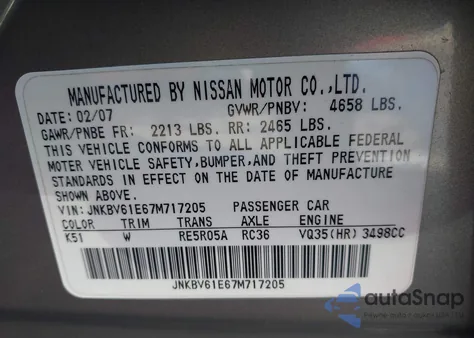 MANUFACTURED BY NISSAN MOTOR CO.,LTD.
DATE: 02/07 GVWR/PNBV: 4658 LBS.
GAWR/PNBE FR: 2213 LBS. RR: 2465 LBS.
THIS VEHICLE CONFORMS TO ALL APPLICABLE FEDERAL
MOTOR VEHICLE SAFETY, BUMPER, AND THEFT PREVENTION
STANDARDS IN EFFECT ON THE DATE OF MANUFACTURE
SHOWN ABOVE.
VIN: JNKBV61E67M717205 PASSENGER CAR
COLOR TRIM TRANS AXLE ENGINE
K51 W RE5R05A RC36 VQ35(HR) 3498CC
JNKBV61E67M717205
autoSnap